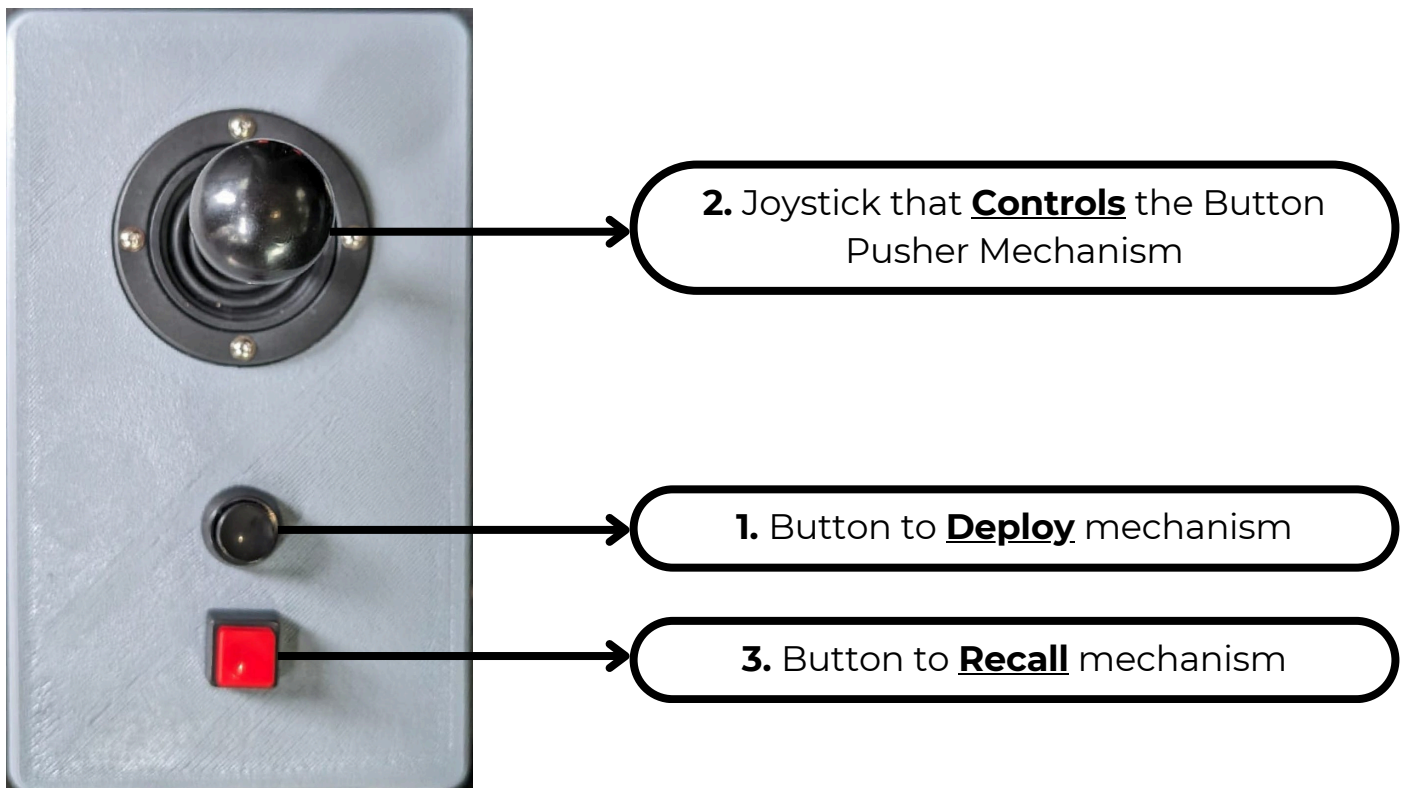 2. Joystick that Controls the Button
Pusher Mechanism
1. Button to Deploy mechanism
3. Button to Recall mechanism